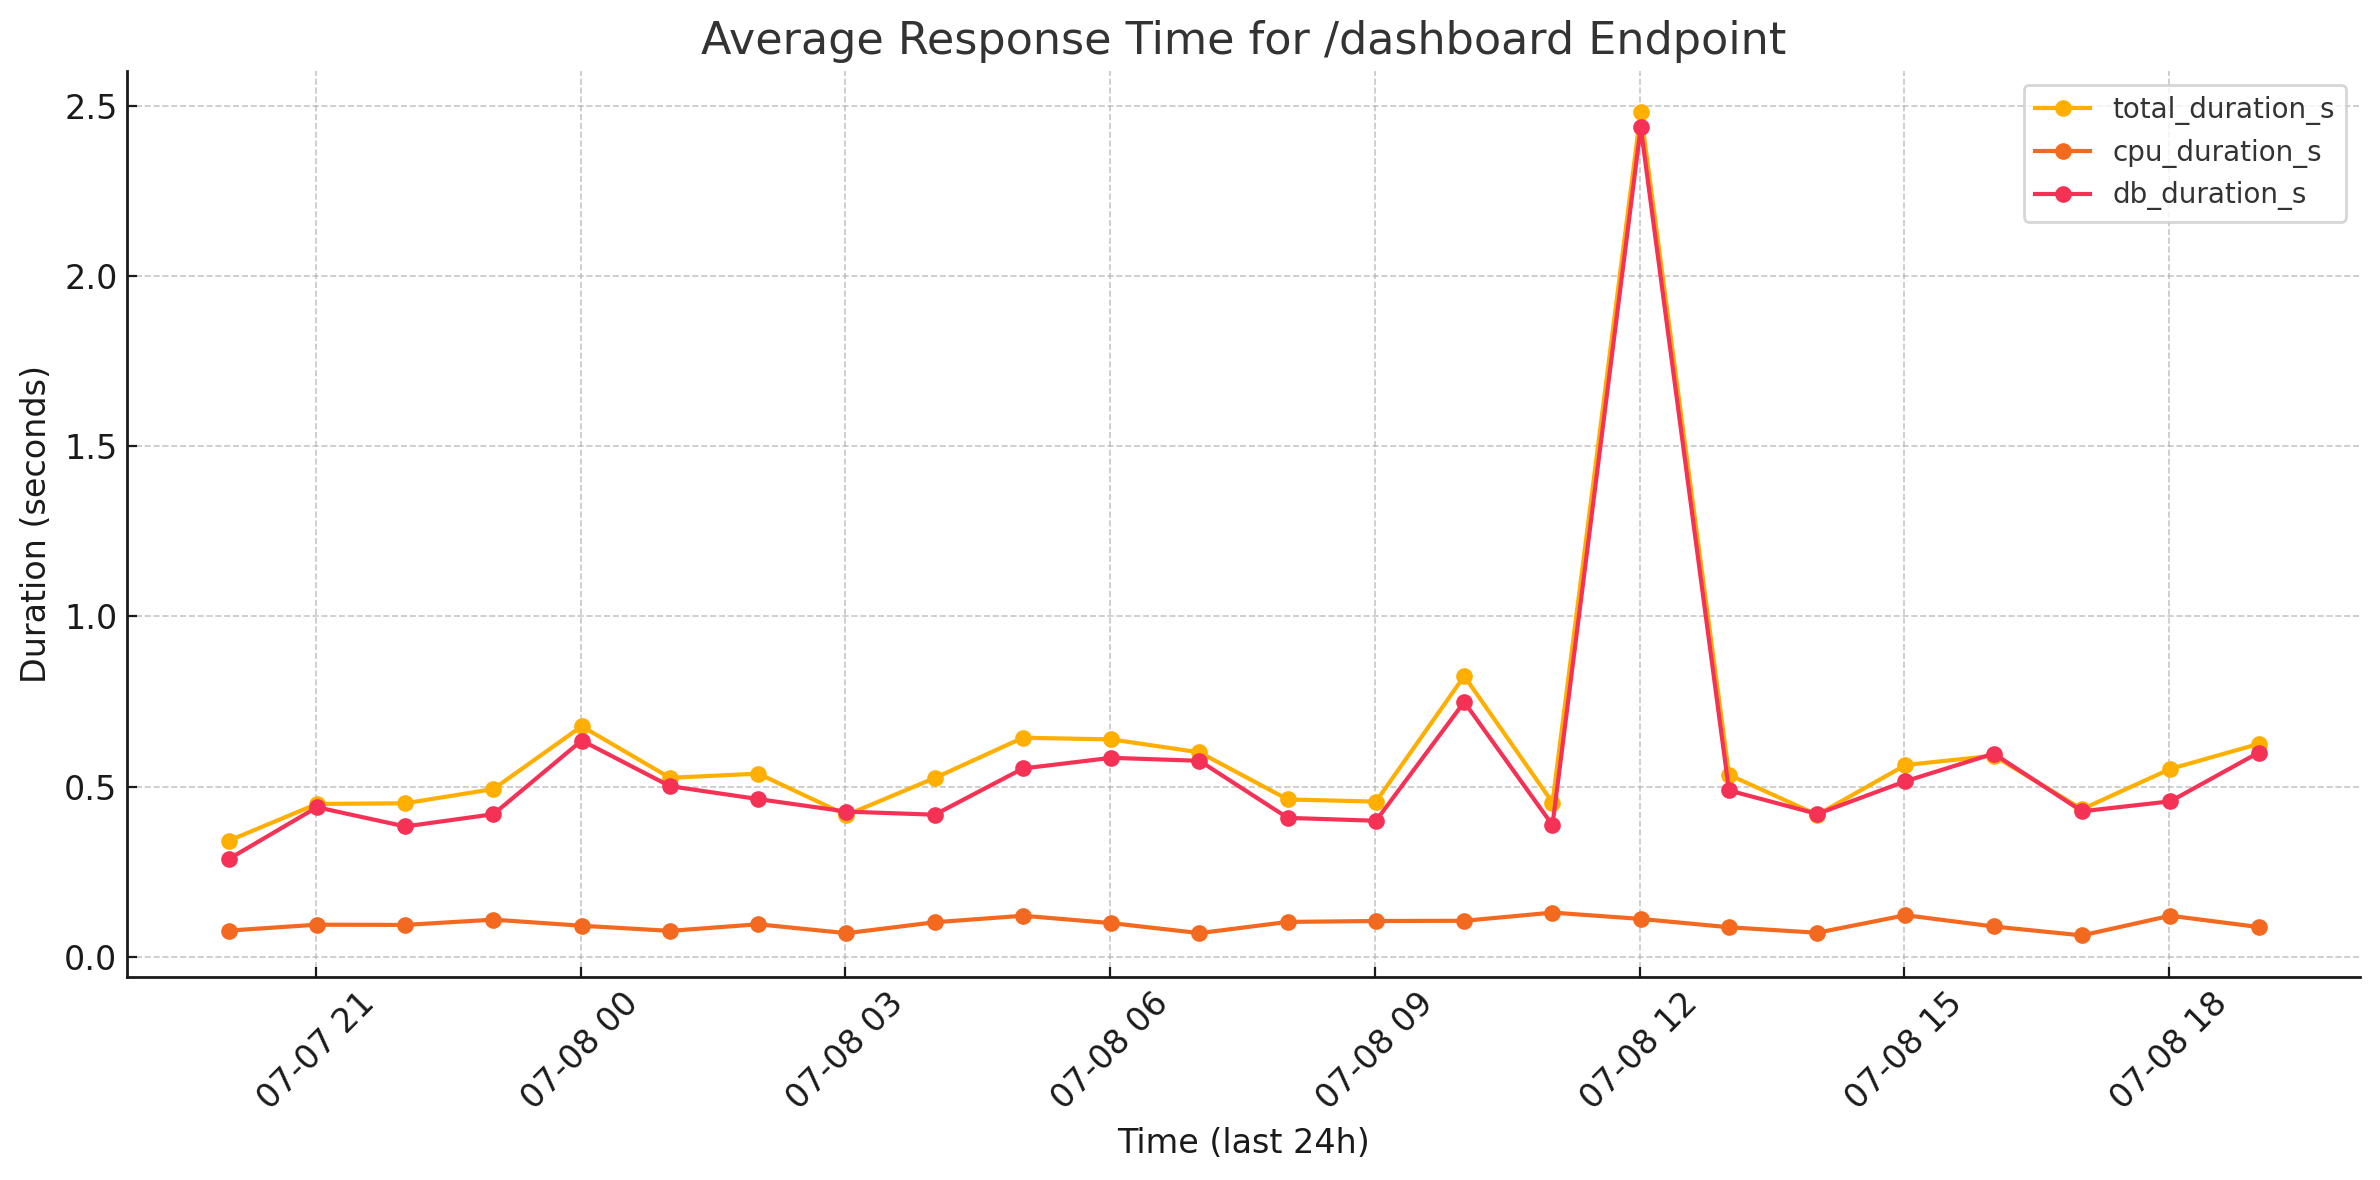 Average Response Time for /dashboard Endpoint
total_duration_s
cpu_duration_s
db_duration_s
Duration (seconds)
2.5
2.0
1.5
1.0
0.5
0.0
07-07 21
07-08 00
07-08 03
07-08 06
07-08 09
07-08 12
07-08 15
07-08 18
Time (last 24h)